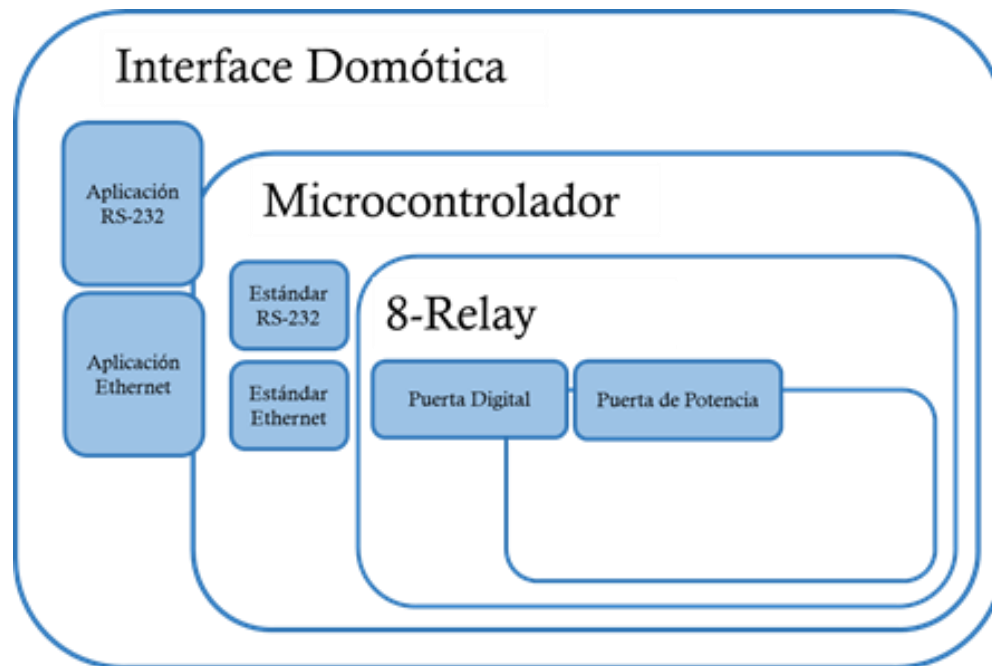 Interface Domótica
Aplicación
RS-232
Microcontrolador
Estándar
RS-232
8-Relay
Aplicación
Ethernet
Estándar
Ethernet
Puerta Digital
Puerta de Potencia